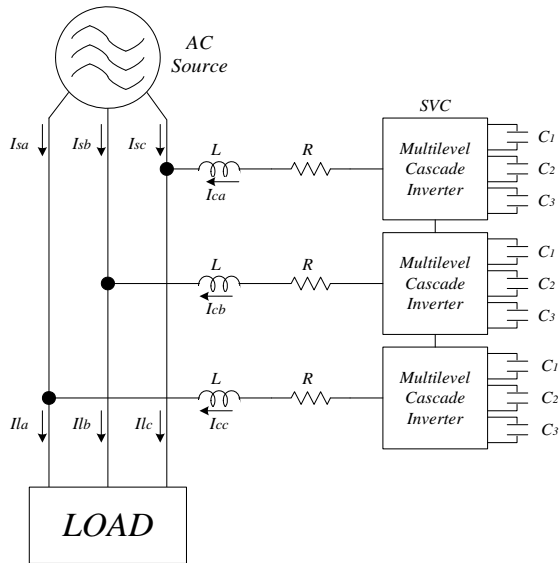 AC
Source
SVC
Isa
Isb
Isc
L
R
Ica
Multilevel
Cascade
Inverter
C1
C2
C3
L
R
Icb
Multilevel
Cascade
Inverter
C1
C2
C3
L
R
Icc
Multilevel
Cascade
Inverter
C1
C2
C3
Ila
Ilb
Ilc
LOAD